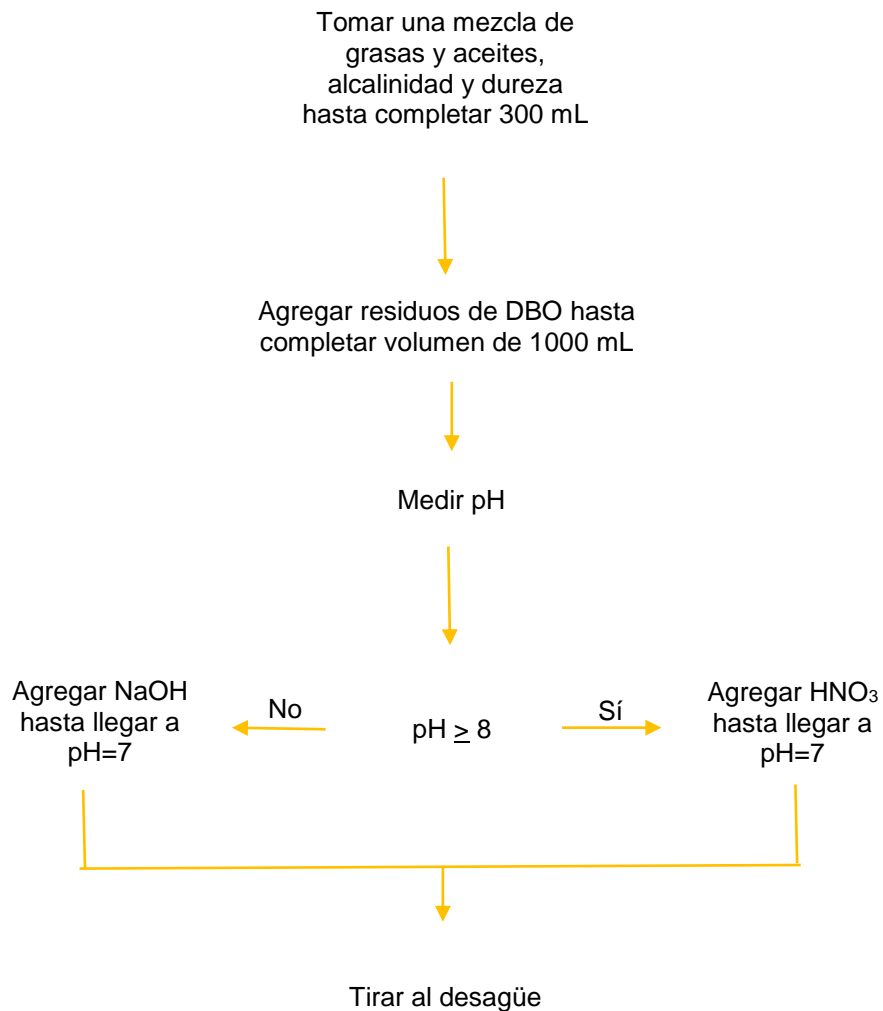 Tomar una mezcla de
grasas y aceites,
alcalinidad y dureza
hasta completar 300 mL
Agregar residuos de DBO hasta
completar volumen de 1000 mL
Medir pH
Agregar NaOH
hasta llegar a
pH=7
No
pH ≥ 8
Sí
Agregar HNO₃
hasta llegar a
pH=7
Tirar al desagüe